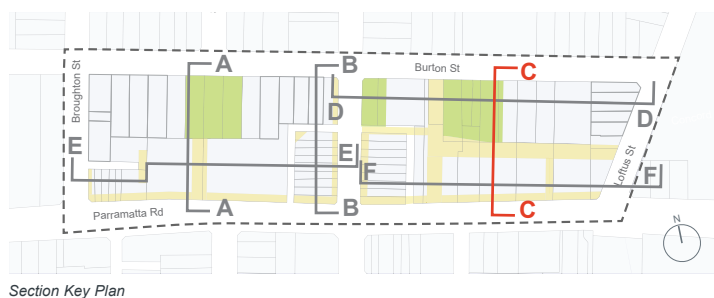 Burton St
Broughton St
A
B
C
D
D
E
E
F
F
Loftus St
Parramatta Rd
A
B
C
N
Section Key Plan